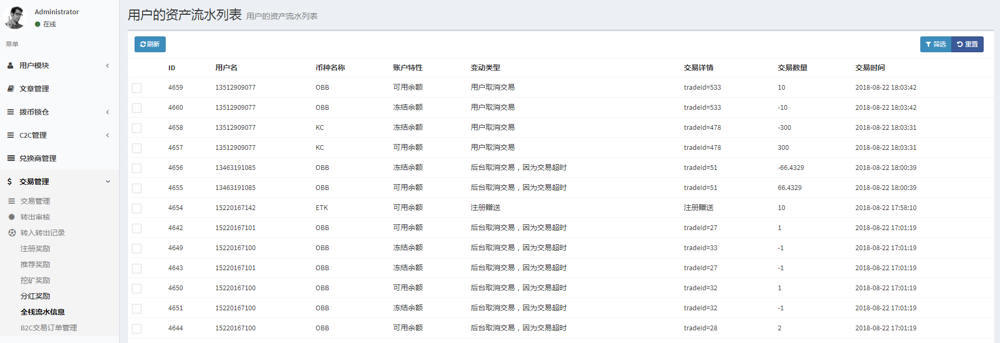 Administrator
在线
菜单
用户模块
文章管理
拨币锁仓
C2C管理
兑换商管理
交易管理
交易管理
转出审核
转入转出记录
注册奖励
推荐奖励
挖矿奖励
分红奖励
全栈流水信息
B2C交易订单管理
用户的资产流水列表 用户的资产流水列表
刷新 筛选 重置
ID 用户名 币种名称 账户特性 变动类型 交易详情 交易数量 交易时间
4659 13512909077 OBB 可用余额 用户取消交易 tradeId=533 10 2018-08-22 18:03:42
4660 13512909077 OBB 冻结余额 用户取消交易 tradeId=533 -10 2018-08-22 18:03:42
4658 13512909077 KC 冻结余额 用户取消交易 tradeId=478 -300 2018-08-22 18:03:31
4657 13512909077 KC 可用余额 用户取消交易 tradeId=478 300 2018-08-22 18:03:31
4656 13463191085 OBB 冻结余额 后台取消交易，因为交易超时 tradeId=51 -66.4329 2018-08-22 18:00:39
4655 13463191085 OBB 可用余额 后台取消交易，因为交易超时 tradeId=51 66.4329 2018-08-22 18:00:39
4654 15220167142 ETK 可用余额 注册赠送 注册赠送 10 2018-08-22 17:58:10
4642 15220167101 OBB 可用余额 后台取消交易，因为交易超时 tradeId=27 1 2018-08-22 17:01:19
4649 15220167100 OBB 冻结余额 后台取消交易，因为交易超时 tradeId=33 -1 2018-08-22 17:01:19
4643 15220167101 OBB 冻结余额 后台取消交易，因为交易超时 tradeId=27 -1 2018-08-22 17:01:19
4650 15220167100 OBB 可用余额 后台取消交易，因为交易超时 tradeId=32 1 2018-08-22 17:01:19
4651 15220167100 OBB 冻结余额 后台取消交易，因为交易超时 tradeId=32 -1 2018-08-22 17:01:19
4644 15220167100 OBB 可用余额 后台取消交易，因为交易超时 tradeId=28 2 2018-08-22 17:01:19